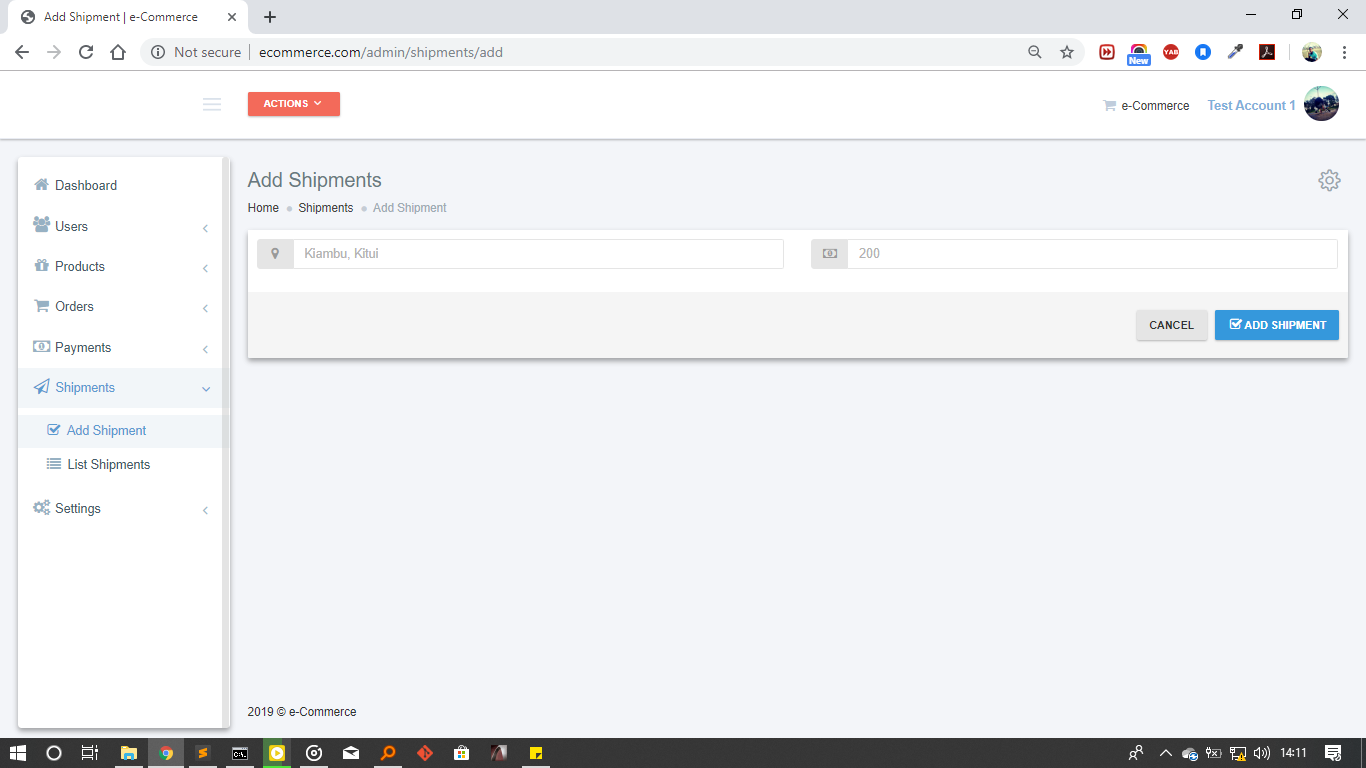 Add Shipment | e-Commerce
Not secure
ecommerce.com/admin/shipments/add
New
YAB
ACTIONS
e-Commerce
Test Account 1
Dashboard
Users
Products
Orders
Payments
Shipments
Add Shipment
List Shipments
Settings
Add Shipments
Home
Shipments
Add Shipment
Kiambu, Kitui
200
CANCEL
ADD SHIPMENT
2019 © e-Commerce
C:\.
14:11